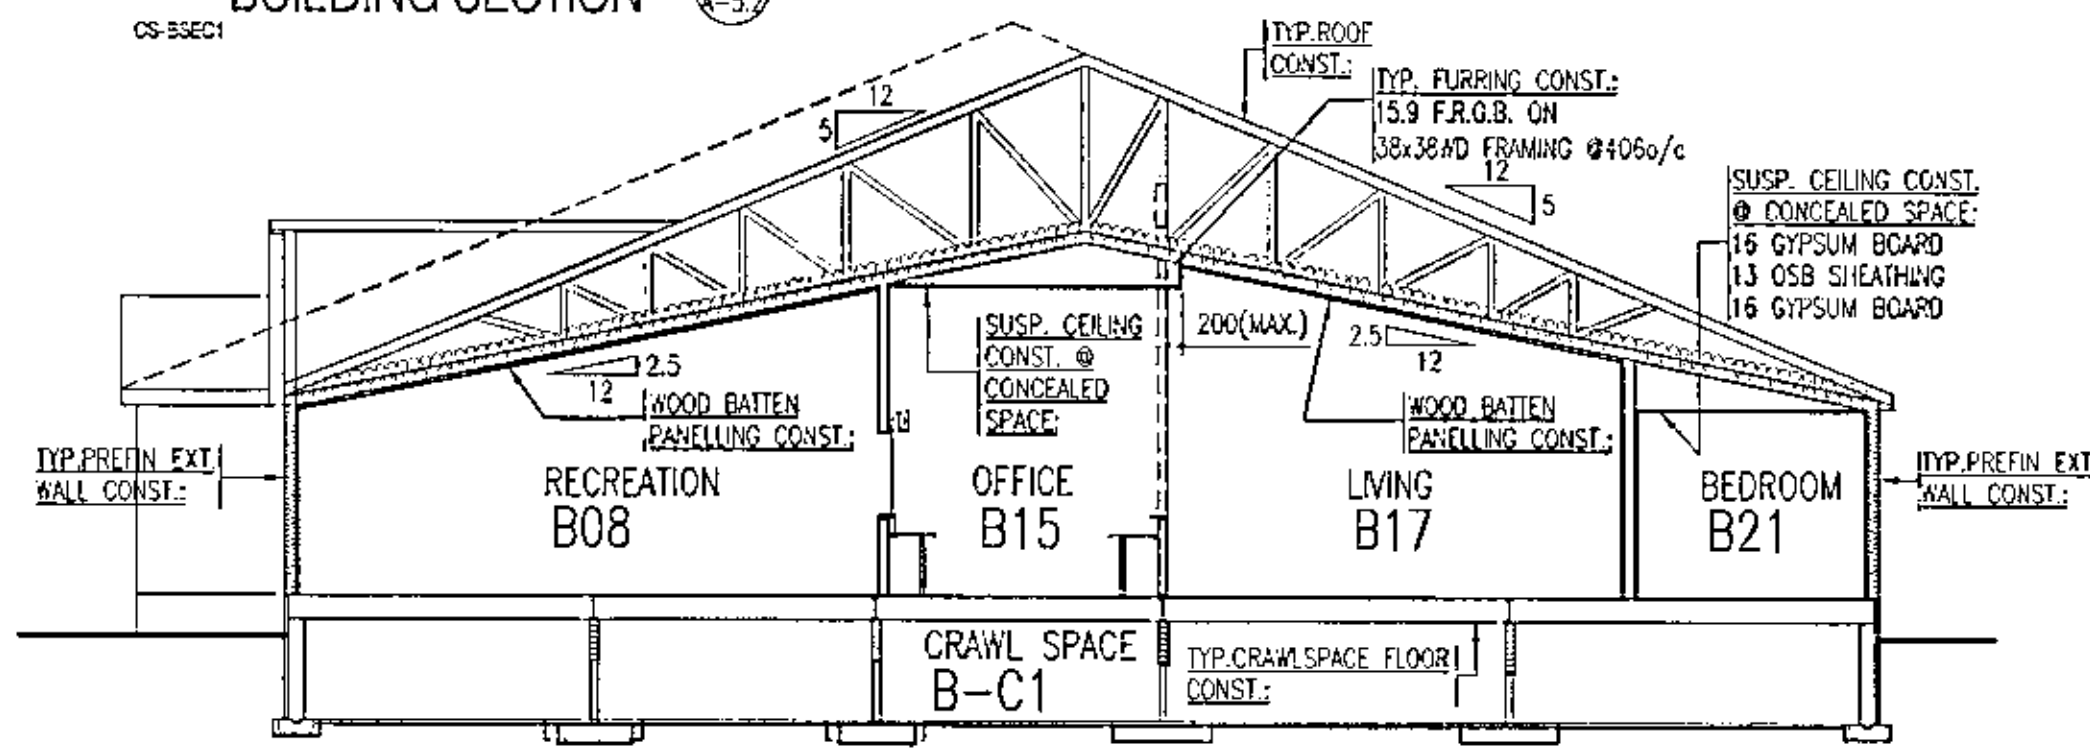 BUILDING SECTION
A-5.2
CS-BSEC1
TYP.ROOF
CONST.:
TYP. FURRING CONST.:
15.9 F.R.G.B. ON
38x38WD FRAMING @406o/c
12
5
12
5
SUSP. CEILING CONST.
@ CONCEALED SPACE:
16 GYPSUM BOARD
13 OSB SHEATHING
16 GYPSUM BOARD
SUSP. CEILING
CONST. @
CONCEALED
SPACE:
200(MAX.)
2.5
12
2.5
12
WOOD BATTEN
PANELLING CONST.:
WOOD BATTEN
PANELLING CONST.:
TYP.PREFIN EXT.
WALL CONST.:
RECREATION
B08
OFFICE
B15
LIVING
B17
BEDROOM
B21
TYP.PREFIN EXT.
WALL CONST.:
CRAWL SPACE
B-C1
TYP.CRAWLSPACE FLOOR
CONST.: